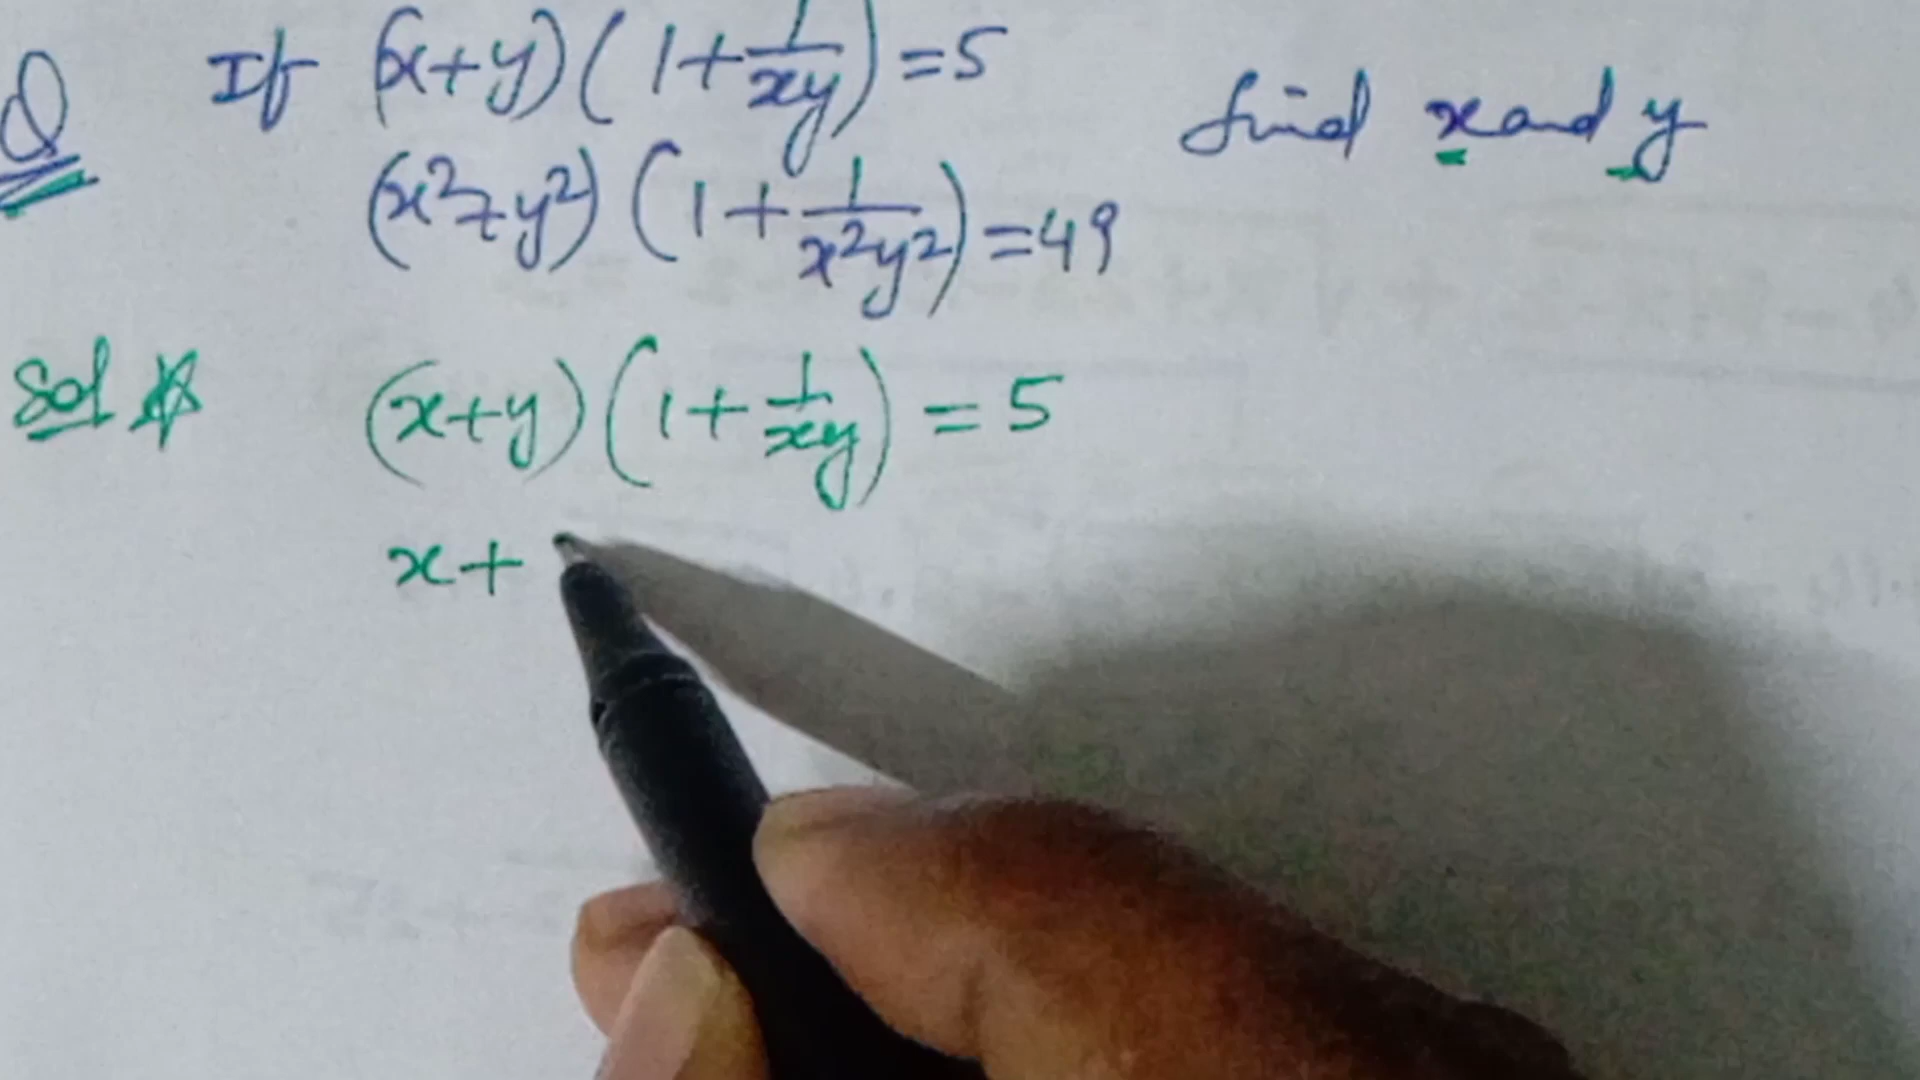 Q If (x+y)(1+1/xy)=5 find x and y
(x²+y²)(1+1/x²y²)=49
Sol (x+y)(1+1/xy)=5
x+